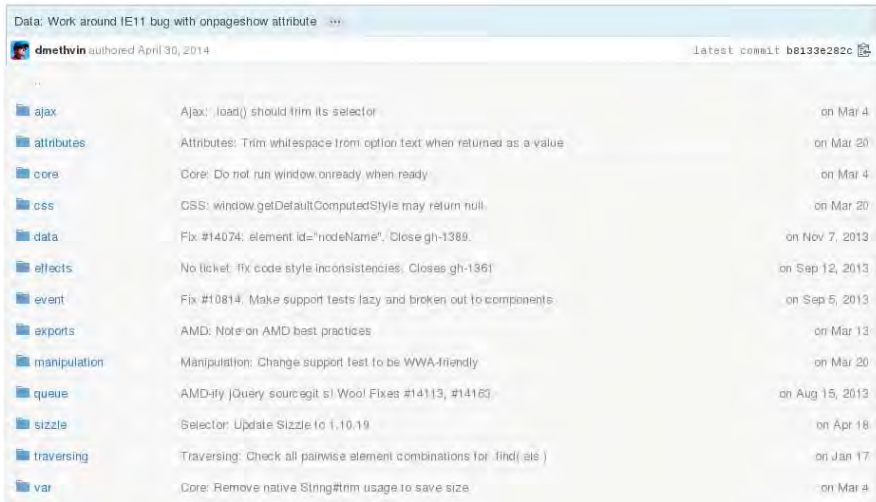 Data: Work around IE11 bug with onpageshow attribute ...
dmethvin authored April 30, 2014 latest commit b8133e282c
..
ajax Ajax: .load() should trim its selector on Mar 4
attributes Attributes: Trim whitespace from option text when returned as a value on Mar 20
core Core: Do not run window.onready when ready on Mar 4
css CSS: window.getDefaultComputedStyle may return null on Mar 20
data Fix #14074: element id="nodeName". Close gh-1389. on Nov 7, 2013
effects No ticket: fix code style inconsistencies. Closes gh-1361 on Sep 12, 2013
event Fix #10814. Make support tests lazy and broken out to components on Sep 5, 2013
exports AMD: Note on AMD best practices on Mar 13
manipulation Manipulation: Change support test to be WWA-friendly on Mar 20
queue AMD-ify jQuery sourcegit s! Woo! Fixes #14113, #14163. on Aug 15, 2013
sizzle Selector: Update Sizzle to 1.10.19 on Apr 18
traversing Traversing: Check all pairwise element combinations for .find( els ) on Jan 17
var Core: Remove native String#trim usage to save size on Mar 4